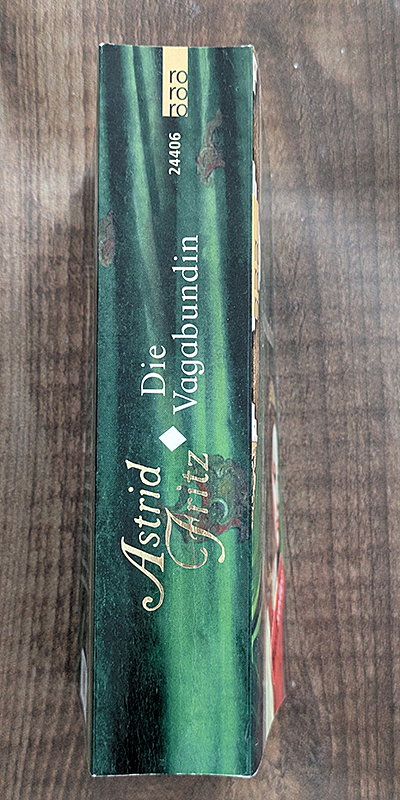 Astrid
Fritz
Die
Vagabundin
24406
ro
ro
ro